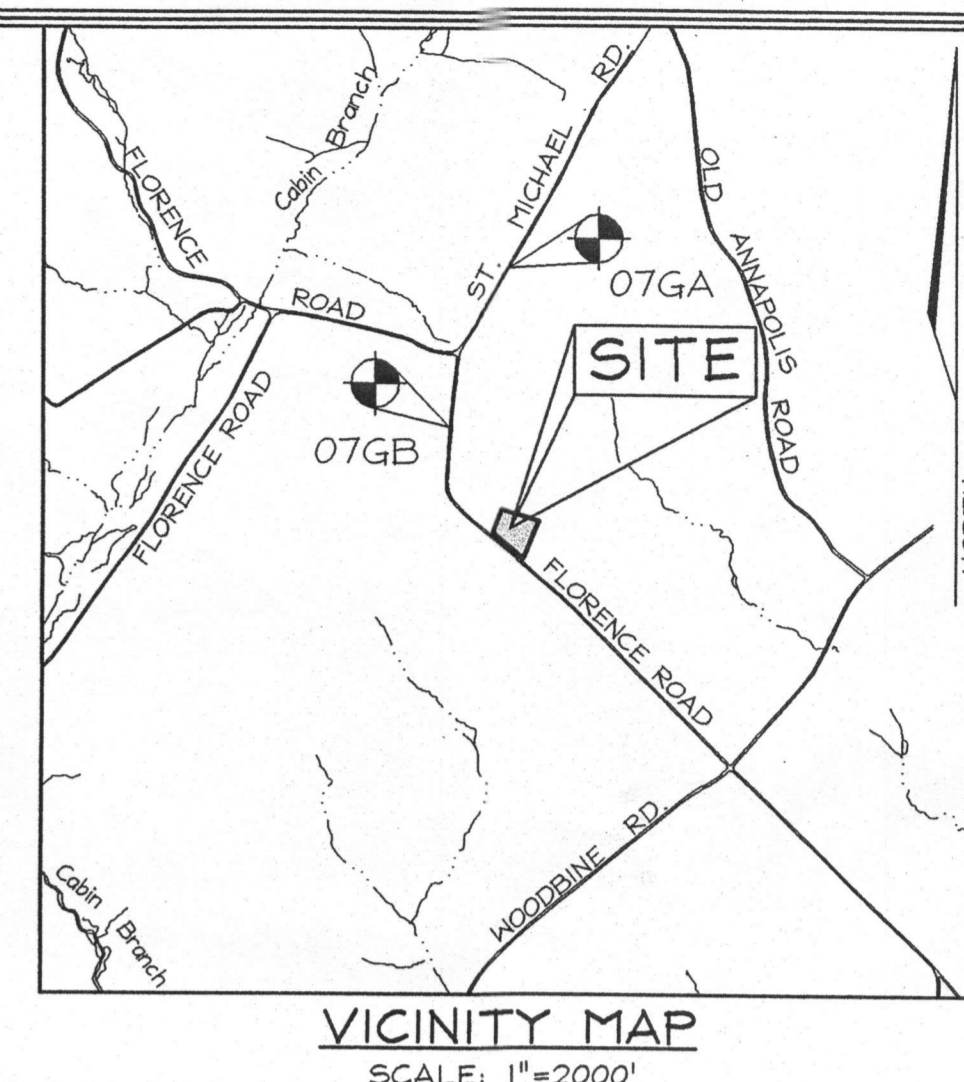 Cabin Branch
ST. MICHAEL RD.
OLD ANNAPOLIS ROAD
FLORENCE ROAD
07GA
SITE
07GB
FLORENCE ROAD
FLORENCE ROAD
WOODBINE RD.
Cabin Branch
VICINITY MAP
SCALE: 1"=2000'